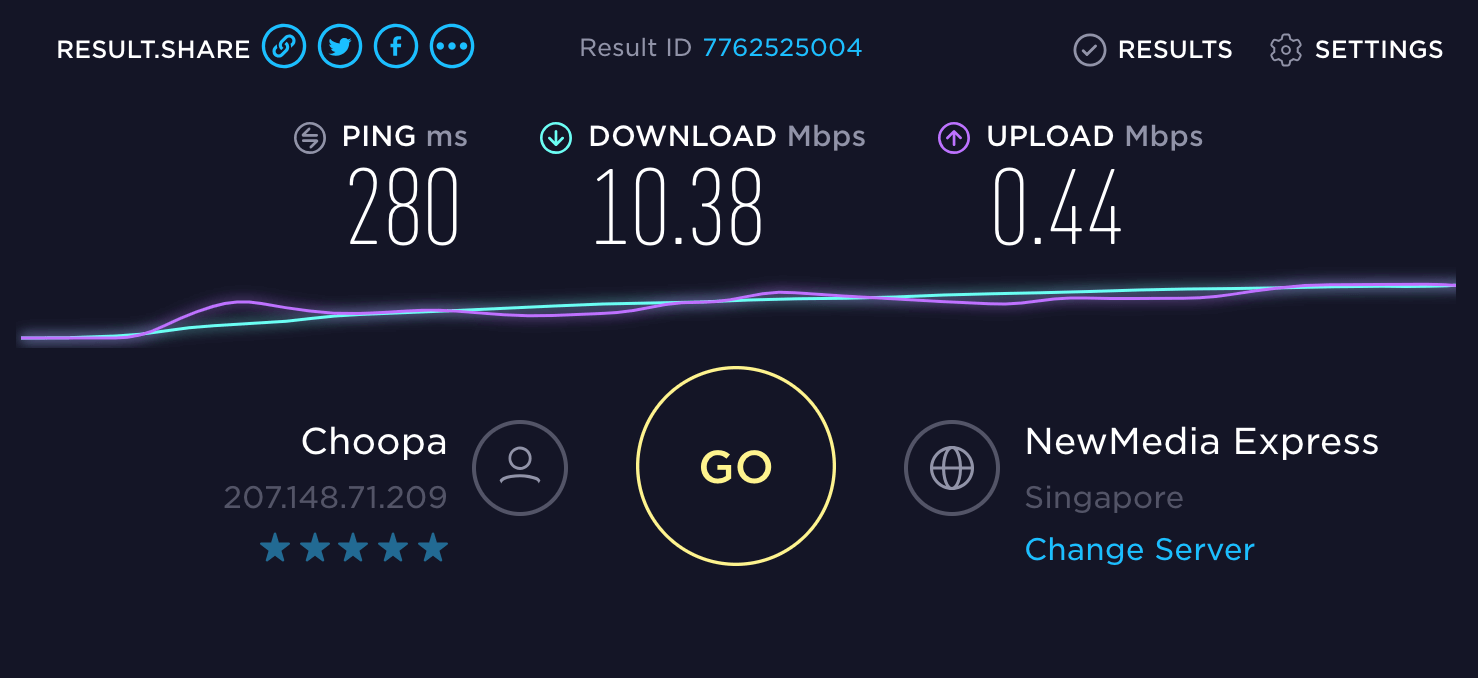 RESULT.SHARE Result ID 7762525004 RESULTS SETTINGS
PING ms DOWNLOAD Mbps UPLOAD Mbps
280 10.38 0.44
Choopa GO NewMedia Express
207.148.71.209 Singapore
Change Server